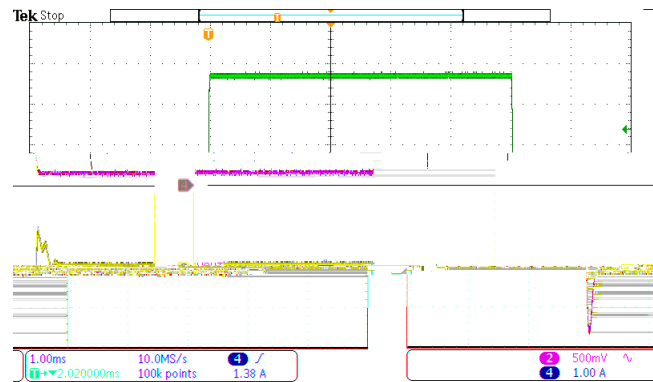 Tek Stop
T
T
1.00ms 10.0MS/s 4
T→▼2.020000ms 100k points 1.38 A
2 500mV
4 1.00 A